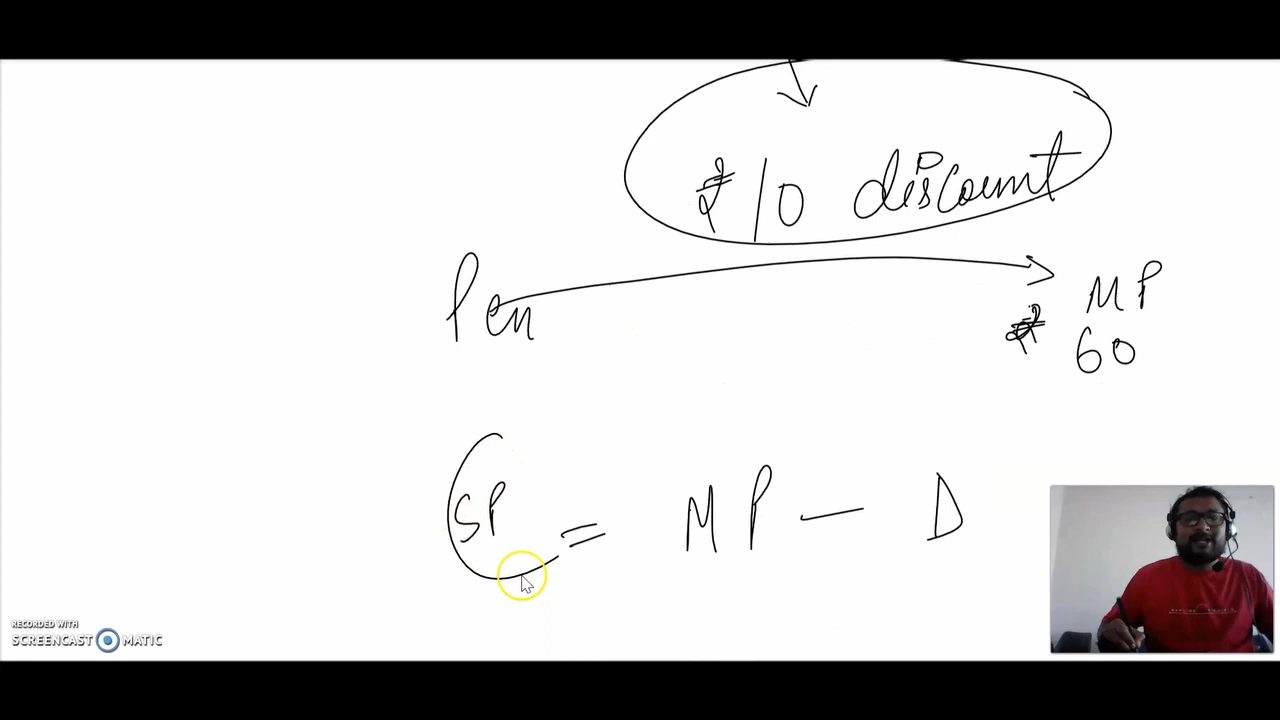 ₹10 discount
Pen
MP
₹ 60
SP = MP - D
RECORDED WITH
SCREENCAST MATIC